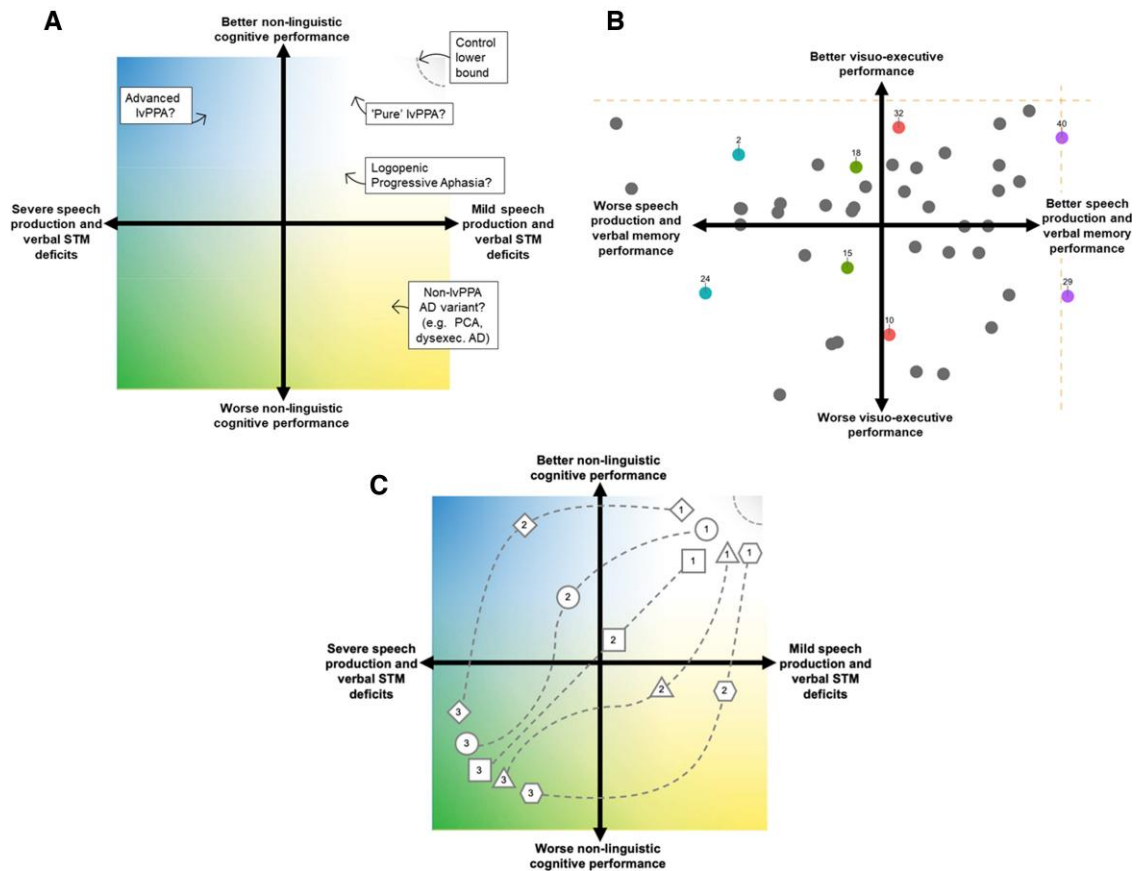 A
Better non-linguistic
cognitive performance
Control
lower
bound
Advanced
lvPPA?
'Pure' lvPPA?
Logopenic
Progressive Aphasia?
Severe speech
production and
verbal STM
deficits
Mild speech
production and
verbal STM
deficits
Non-lvPPA
AD variant?
(e.g. PCA,
dysexec. AD)
Worse non-linguistic
cognitive performance
B
Better visuo-executive
performance
32
40
2
18
Worse speech
production and
verbal memory
performance
Better speech
production and
verbal memory
performance
15
24
29
10
Worse visuo-executive
performance
C
Better non-linguistic
cognitive performance
1
2
1
1
1
1
2
2
Severe speech
production and
verbal STM
deficits
Mild speech
production and
verbal STM
deficits
2
2
3
3
3
3
3
Worse non-linguistic
cognitive performance